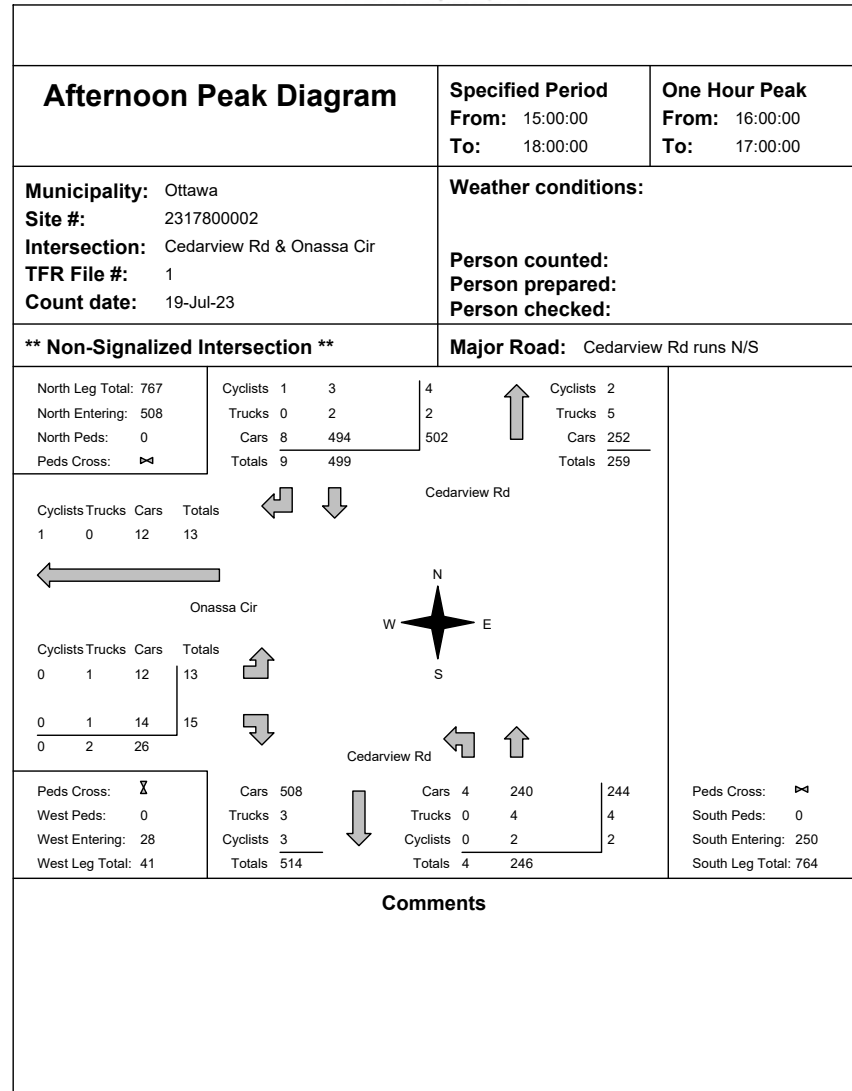 Afternoon Peak Diagram
Specified Period
From: 15:00:00
To: 18:00:00
One Hour Peak
From: 16:00:00
To: 17:00:00
Municipality: Ottawa
Site #: 2317800002
Intersection: Cedarview Rd & Onassa Cir
TFR File #: 1
Count date: 19-Jul-23
Weather conditions:
Person counted:
Person prepared:
Person checked:
** Non-Signalized Intersection **
Major Road: Cedarview Rd runs N/S
North Leg Total: 767
North Entering: 508
North Peds: 0
Peds Cross:
Cyclists 1 3 4
Trucks 0 2 2
Cars 8 494 502
Totals 9 499
Cyclists 2
Trucks 5
Cars 252
Totals 259
Cedarview Rd
Cyclists Trucks Cars Totals
1 0 12 13
Onassa Cir
N
W E
S
Cyclists Trucks Cars Totals
0 1 12 13
0 1 14 15
0 2 26
Cedarview Rd
Peds Cross:
West Peds: 0
West Entering: 28
West Leg Total: 41
Cars 508
Trucks 3
Cyclists 3
Totals 514
Cars 4 240 244
Trucks 0 4 4
Cyclists 0 2 2
Totals 4 246
Peds Cross:
South Peds: 0
South Entering: 250
South Leg Total: 764
Comments